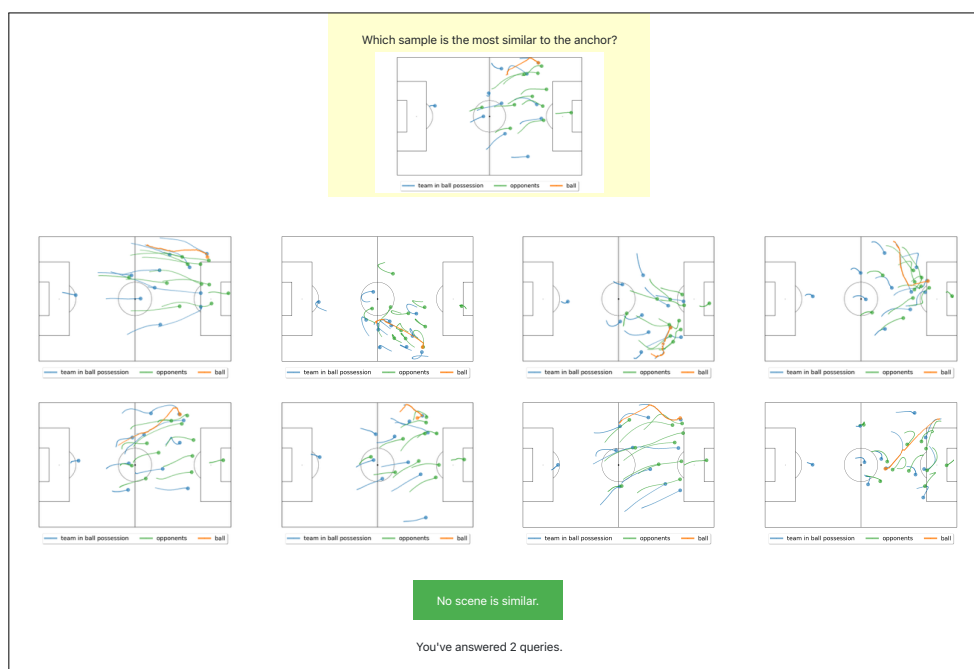 Which sample is the most similar to the anchor?
team in ball possession opponents ball
team in ball possession opponents ball
team in ball possession opponents ball
team in ball possession opponents ball
team in ball possession opponents ball
team in ball possession opponents ball
team in ball possession opponents ball
team in ball possession opponents ball
team in ball possession opponents ball
No scene is similar.
You've answered 2 queries.